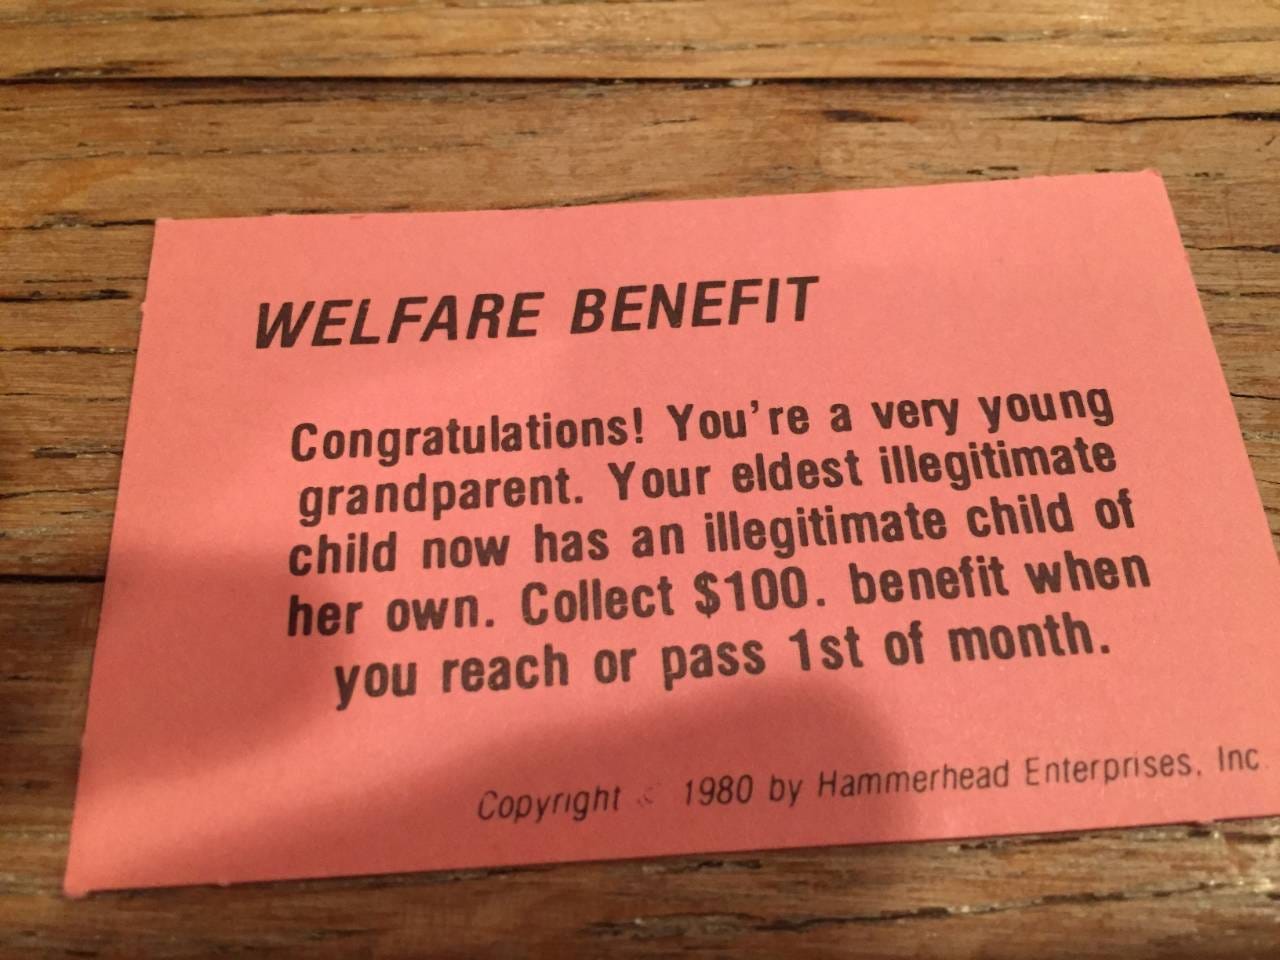 WELFARE BENEFIT
Congratulations! You're a very young
grandparent. Your eldest illegitimate
child now has an illegitimate child of
her own. Collect $100. benefit when
you reach or pass 1st of month.
Copyright © 1980 by Hammerhead Enterprises, Inc.